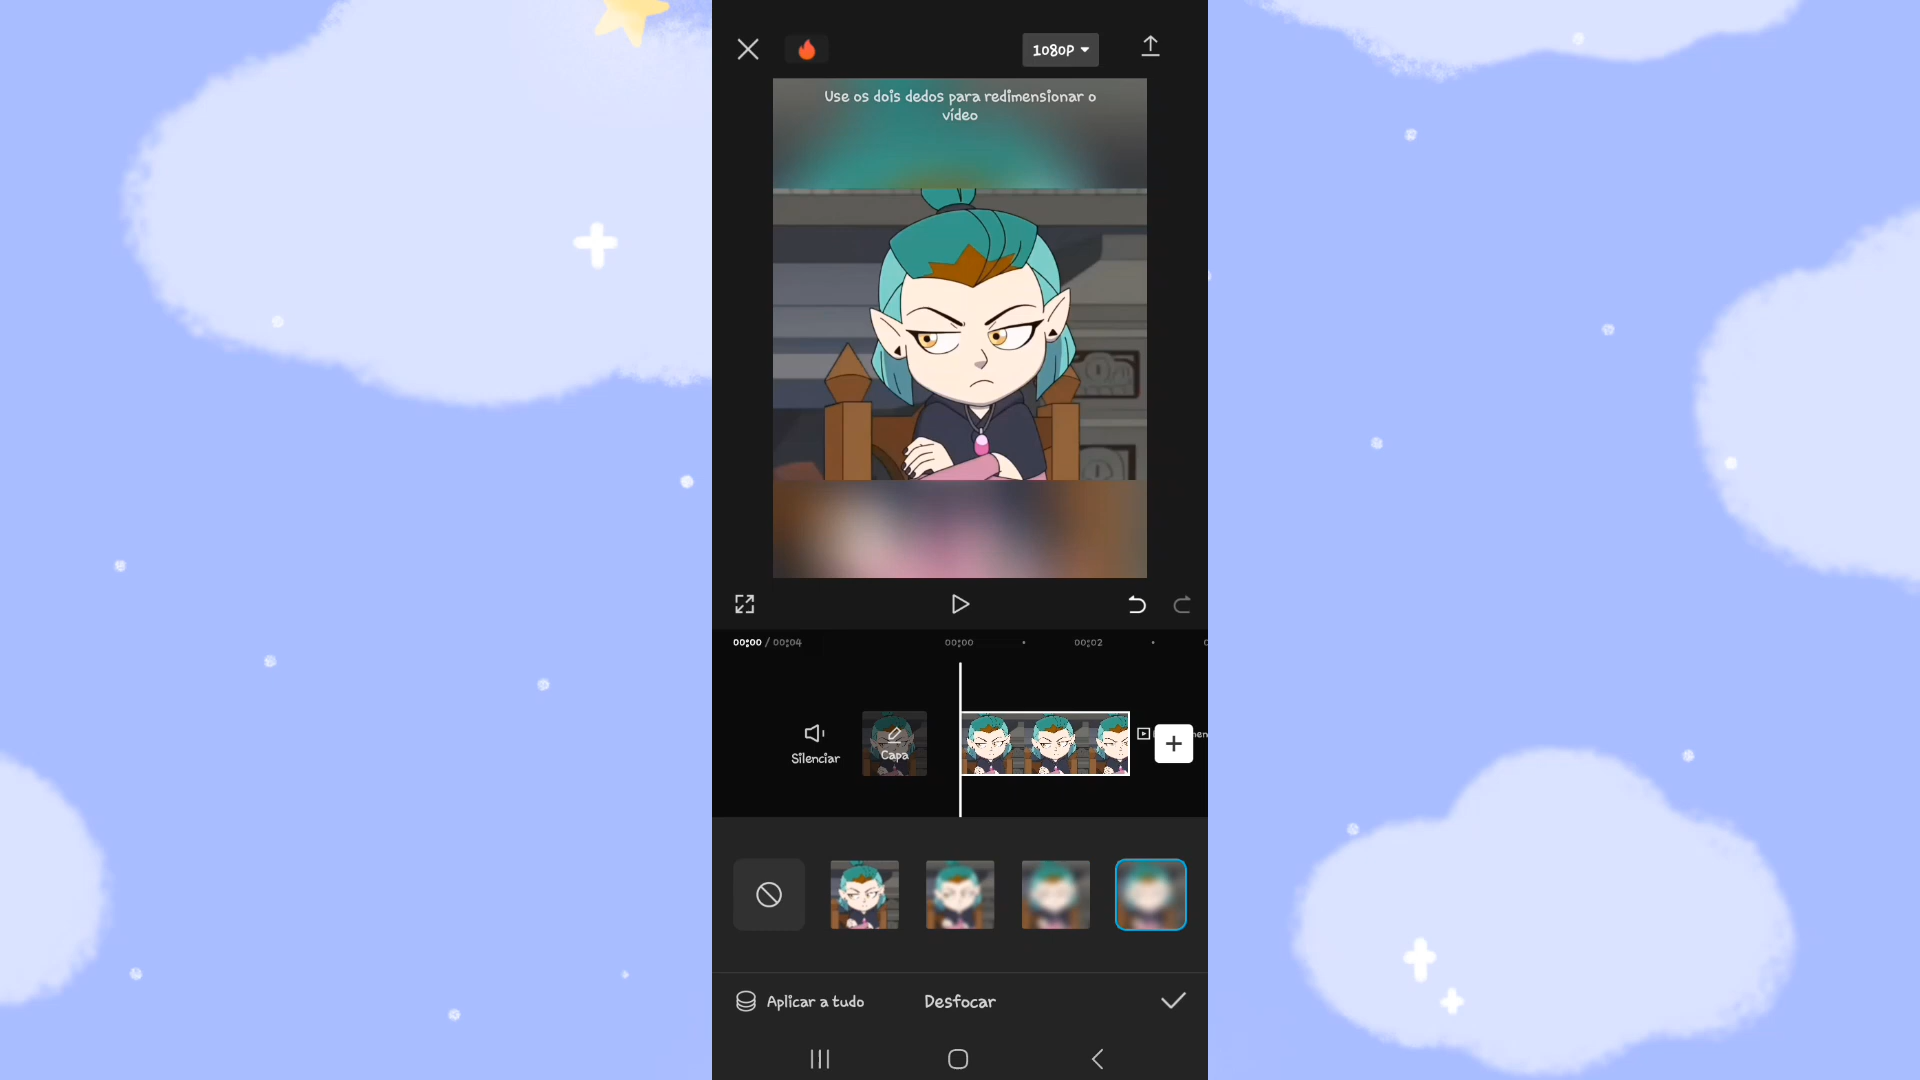 1080P
Use os dois dedos para redimensionar o
vídeo
00:00 / 00:04
00:00
00:02
Silenciar
Capa
Aplicar a tudo
Desfocar